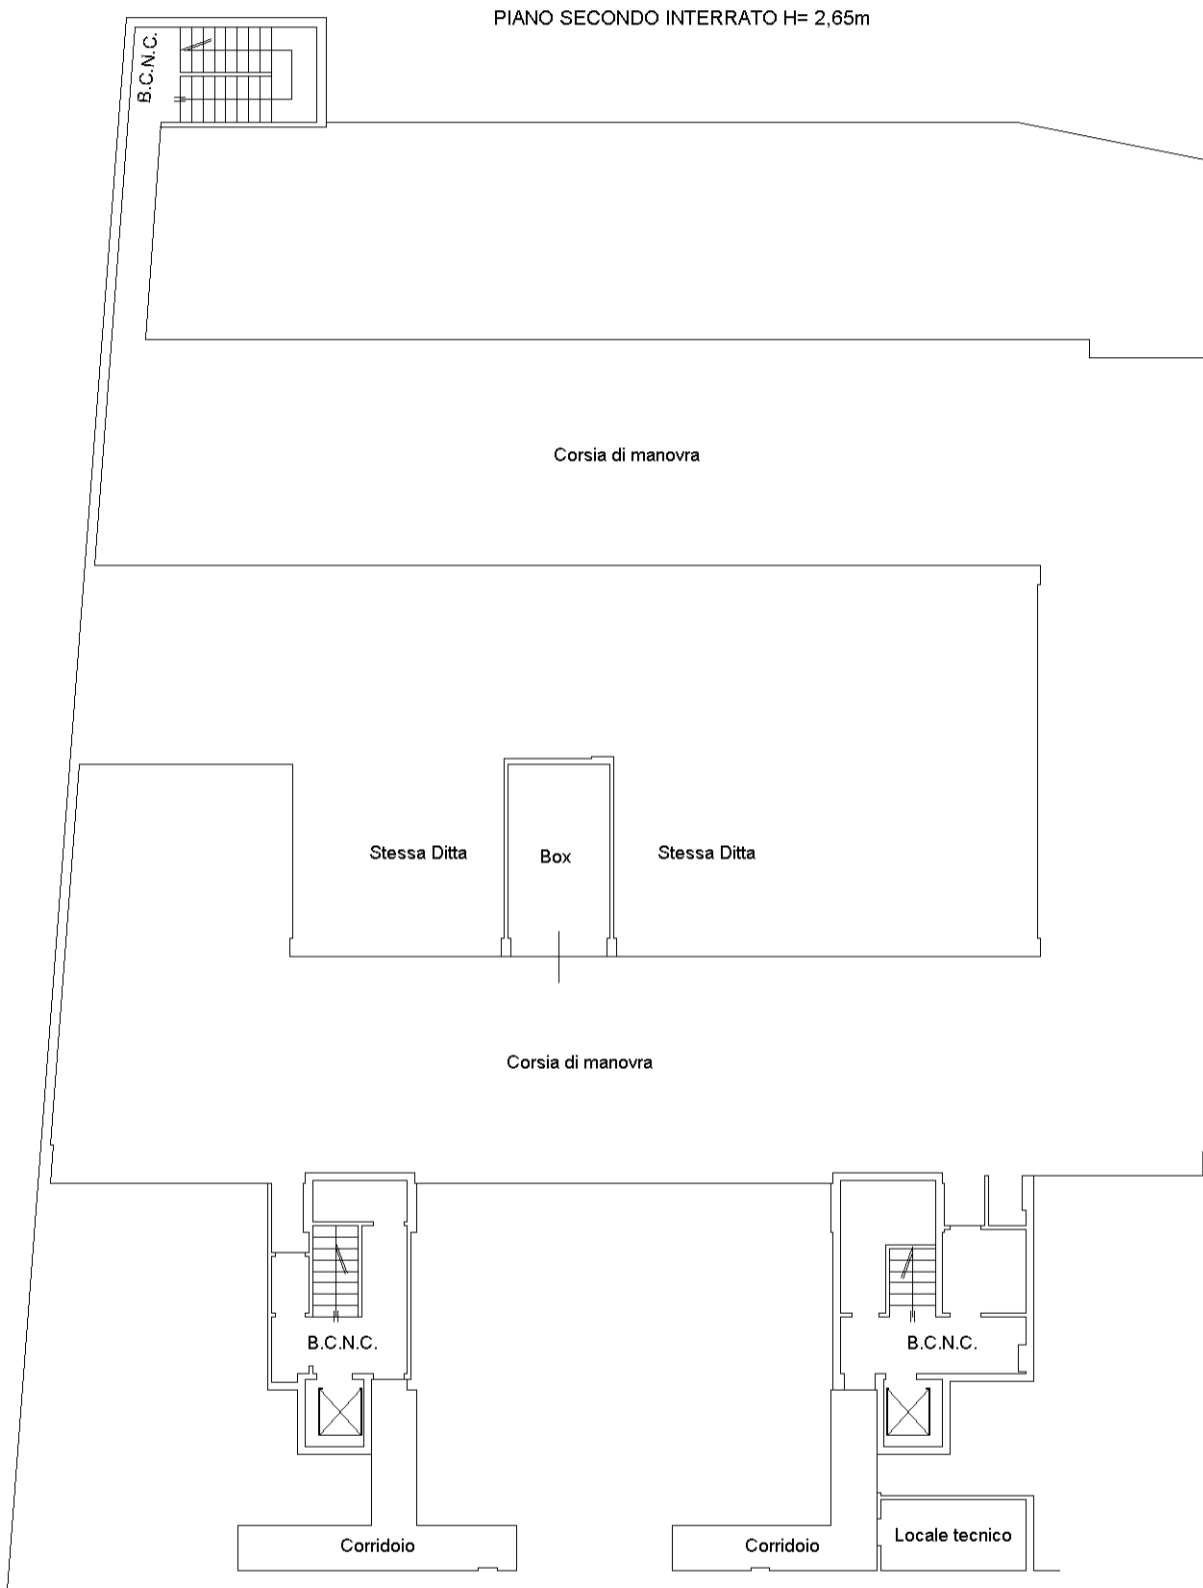 PIANO SECONDO INTERRATO H= 2,65m
B.C.N.C.
Corsia di manovra
Stessa Ditta
Box
Stessa Ditta
Corsia di manovra
B.C.N.C.
B.C.N.C.
Corridoio
Corridoio
Locale tecnico